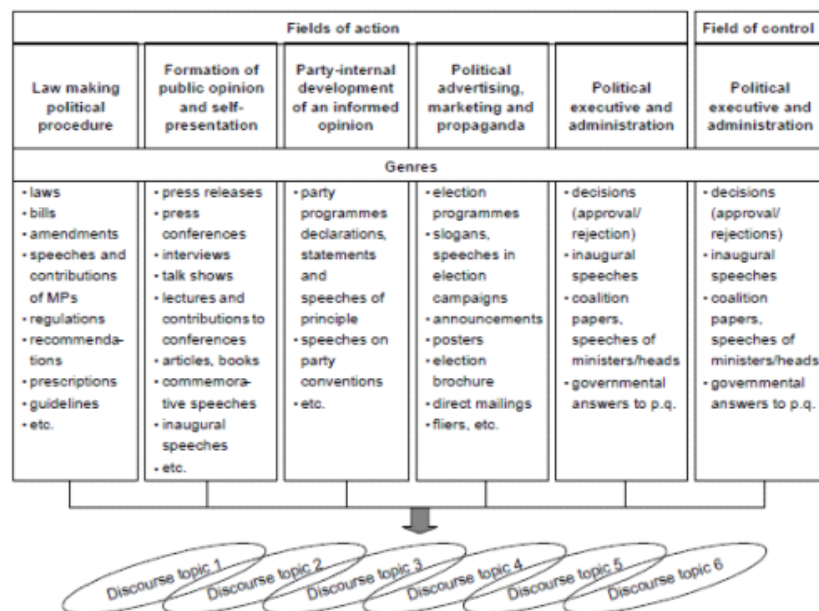 Fields of action
Field of control
Law making
political
procedure
Formation of
public opinion
and self-
presentation
Party-internal
development
of an informed
opinion
Political
advertising,
marketing and
propaganda
Political
executive and
administration
Political
executive and
administration
Genres
• laws
• bills
• amendments
• speeches and
contributions
of MPs
• regulations
• recommenda-
tions
• prescriptions
• guidelines
• etc.
• press releases
• press
conferences
• interviews
• talk shows
• lectures and
contributions to
conferences
• articles, books
• commemora-
tive speeches
• inaugural
speeches
• etc.
• party
programmes
declarations,
statements
and
speeches of
principle
• speeches on
party
conventions
• etc.
• election
programmes
• slogans,
speeches in
election
campaigns
• announcements
• posters
• election
brochure
• direct mailings
• fliers, etc.
• decisions
(approval/
rejection)
• inaugural
speeches
• coalition
papers,
speeches of
ministers/heads
• governmental
answers to p.q.
• decisions
(approval/
rejections)
• inaugural
speeches
• coalition
papers,
speeches of
ministers/heads
• governmental
answers to p.q.
Discourse topic 1
Discourse topic 2
Discourse topic 3
Discourse topic 4
Discourse topic 5
Discourse topic 6